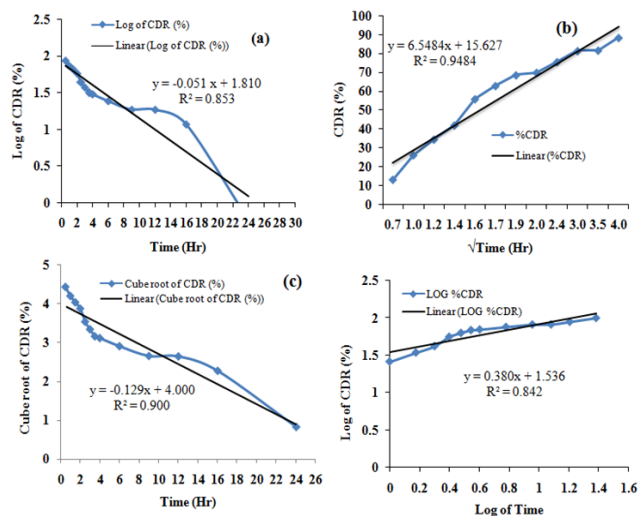 Log of CDR (%)
Linear (Log of CDR (%))
(a)
y = -0.051 x + 1.810
R² = 0.853
Log of CDR (%)
2
1.5
1
0.5
0
0 2 4 6 8 10 12 14 16 18 20 22 24 26 28 30
Time (Hr)
(b)
y = 6.5484x + 15.627
R² = 0.9484
%CDR
Linear (%CDR)
CDR (%)
100
90
80
70
60
50
40
30
20
10
0
0.7 1.0 1.2 1.4 1.6 1.7 1.9 2.0 2.4 3.0 3.5 4.0
√Time (Hr)
Cube root of CDR (%)
Linear (Cube root of CDR (%))
(c)
y = -0.129x + 4.000
R² = 0.900
Cube root of CDR (%)
5
4
3
2
1
0
0 2 4 6 8 10 12 14 16 18 20 22 24 26
Time (Hr)
LOG %CDR
Linear (LOG %CDR)
y = 0.380x + 1.536
R² = 0.842
Log of CDR (%)
2.5
2
1.5
1
0.5
0
0 0.2 0.4 0.6 0.8 1 1.2 1.4 1.6
Log of Time